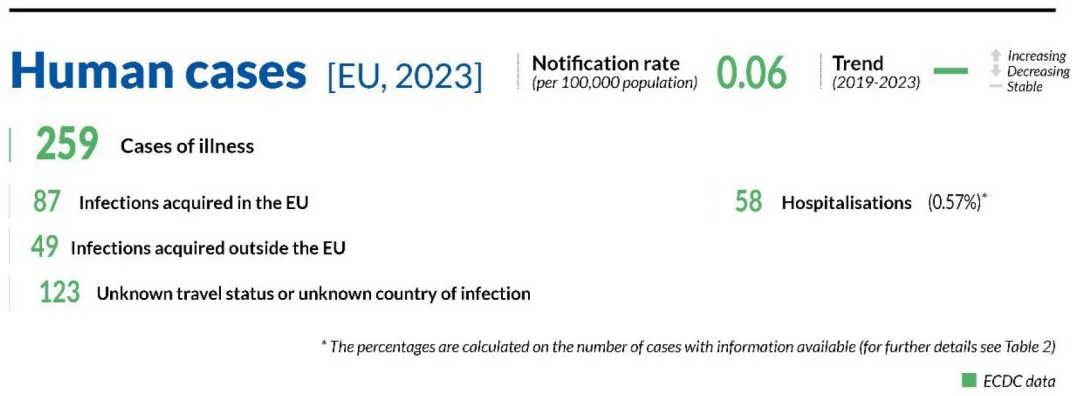 Human cases [EU, 2023]
Notification rate
(per 100,000 population)
0.06
Trend
(2019-2023)
Increasing
Decreasing
Stable
259 Cases of illness
87 Infections acquired in the EU
58 Hospitalisations (0.57%)*
49 Infections acquired outside the EU
123 Unknown travel status or unknown country of infection
* The percentages are calculated on the number of cases with information available (for further details see Table 2)
ECDC data